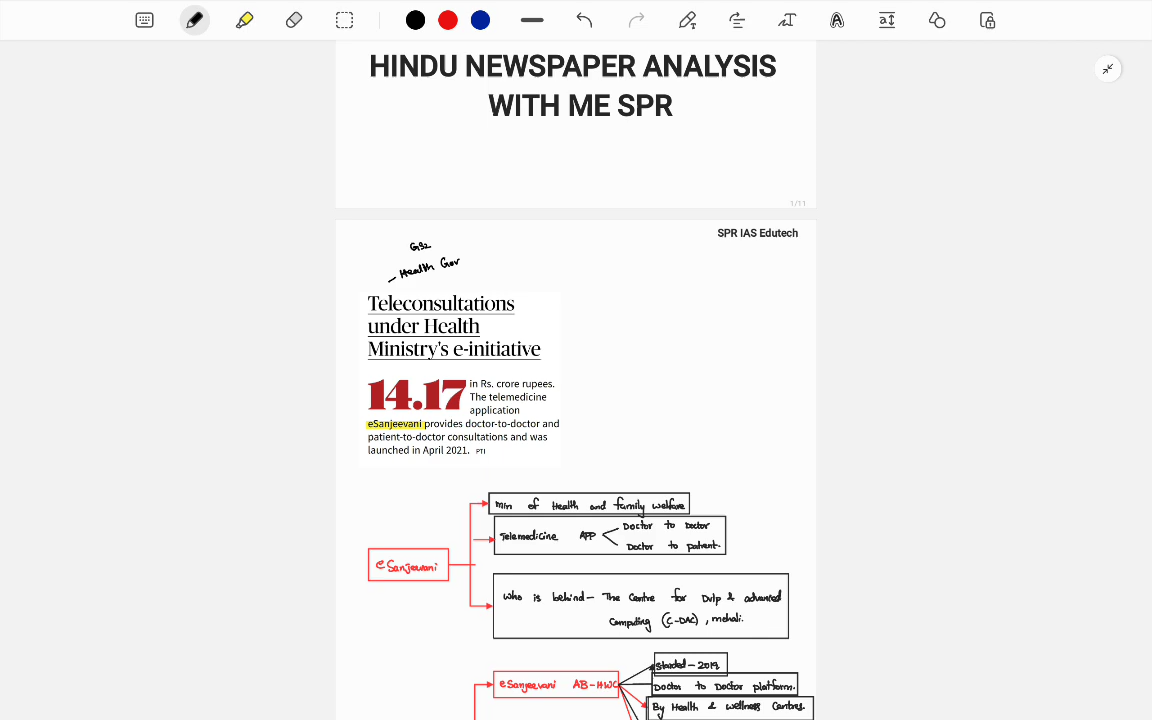 HINDU NEWSPAPER ANALYSIS
WITH ME SPR
1/11
SPR IAS Edutech
GS2
– Health Gov
Teleconsultations
under Health
Ministry's e-initiative
14.17 in Rs. crore rupees.
The telemedicine
application
eSanjeevani provides doctor-to-doctor and
patient-to-doctor consultations and was
launched in April 2021. PTI
Min of Health and family welfare
Telemedicine APP
Doctor to Doctor
Doctor to patient.
eSanjeevani
Who is behind – The Centre for Dvlp & advanced
Computing (C-DAC), mohali.
eSanjeevani AB-HWC
Started – 2019
Doctor to Doctor platform.
By Health & wellness Centres.